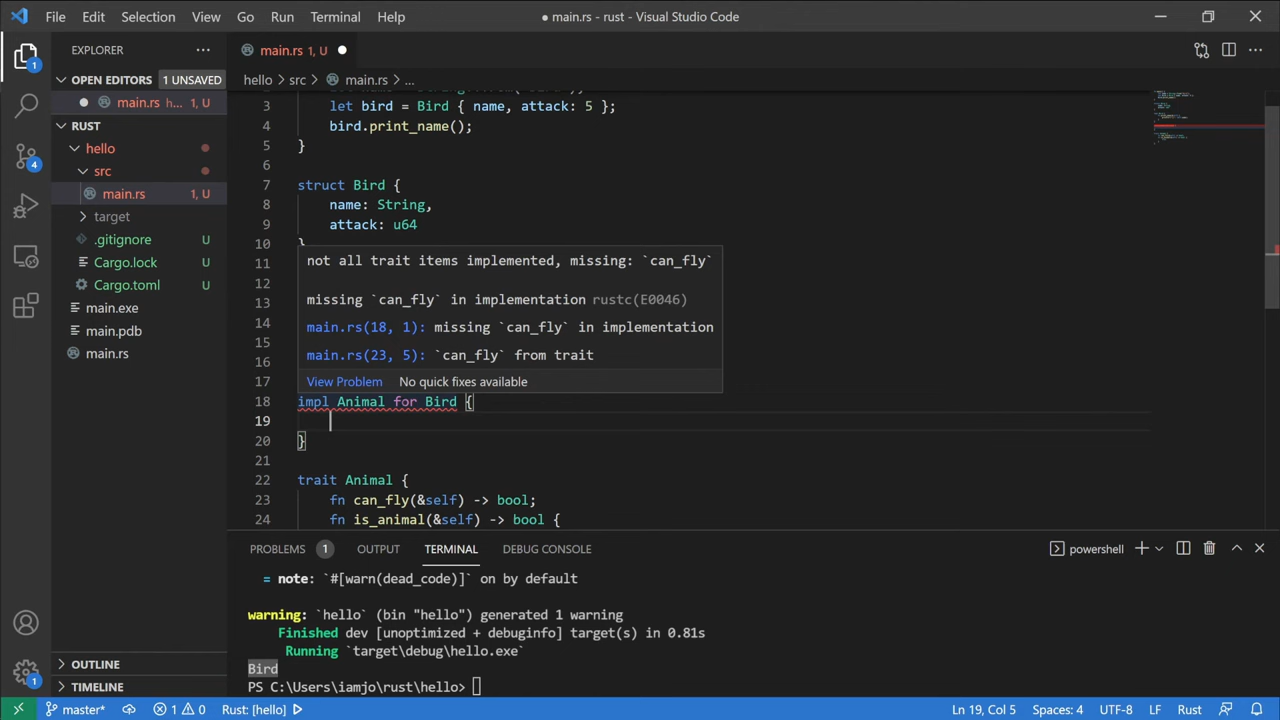 File Edit Selection View Go Run Terminal Help
● main.rs - rust - Visual Studio Code
EXPLORER
main.rs 1, U
OPEN EDITORS 1 UNSAVED
main.rs h... 1, U
RUST
hello
src
main.rs 1, U
target
.gitignore U
Cargo.lock U
Cargo.toml U
main.exe
main.pdb
main.rs
OUTLINE
TIMELINE
1
4
1
hello > src > main.rs > ...
3 let bird = Bird { name, attack: 5 };
4 bird.print_name();
5 }
6
7 struct Bird {
8 name: String,
9 attack: u64
10 }
11
12
13
14
15
16
17
not all trait items implemented, missing: `can_fly`
missing `can_fly` in implementation rustc(E0046)
main.rs(18, 1): missing `can_fly` in implementation
main.rs(23, 5): `can_fly` from trait
View Problem No quick fixes available
18 impl Animal for Bird {
19
20 }
21
22 trait Animal {
23 fn can_fly(&self) -> bool;
24 fn is_animal(&self) -> bool {
PROBLEMS 1 OUTPUT TERMINAL DEBUG CONSOLE
powershell
= note: `#[warn(dead_code)]` on by default
warning: `hello` (bin "hello") generated 1 warning
Finished dev [unoptimized + debuginfo] target(s) in 0.81s
Running `target\debug\hello.exe`
Bird
PS C:\Users\iamjo\rust\hello>
master* 1 0 Rust: [hello] Ln 19, Col 5 Spaces: 4 UTF-8 LF Rust